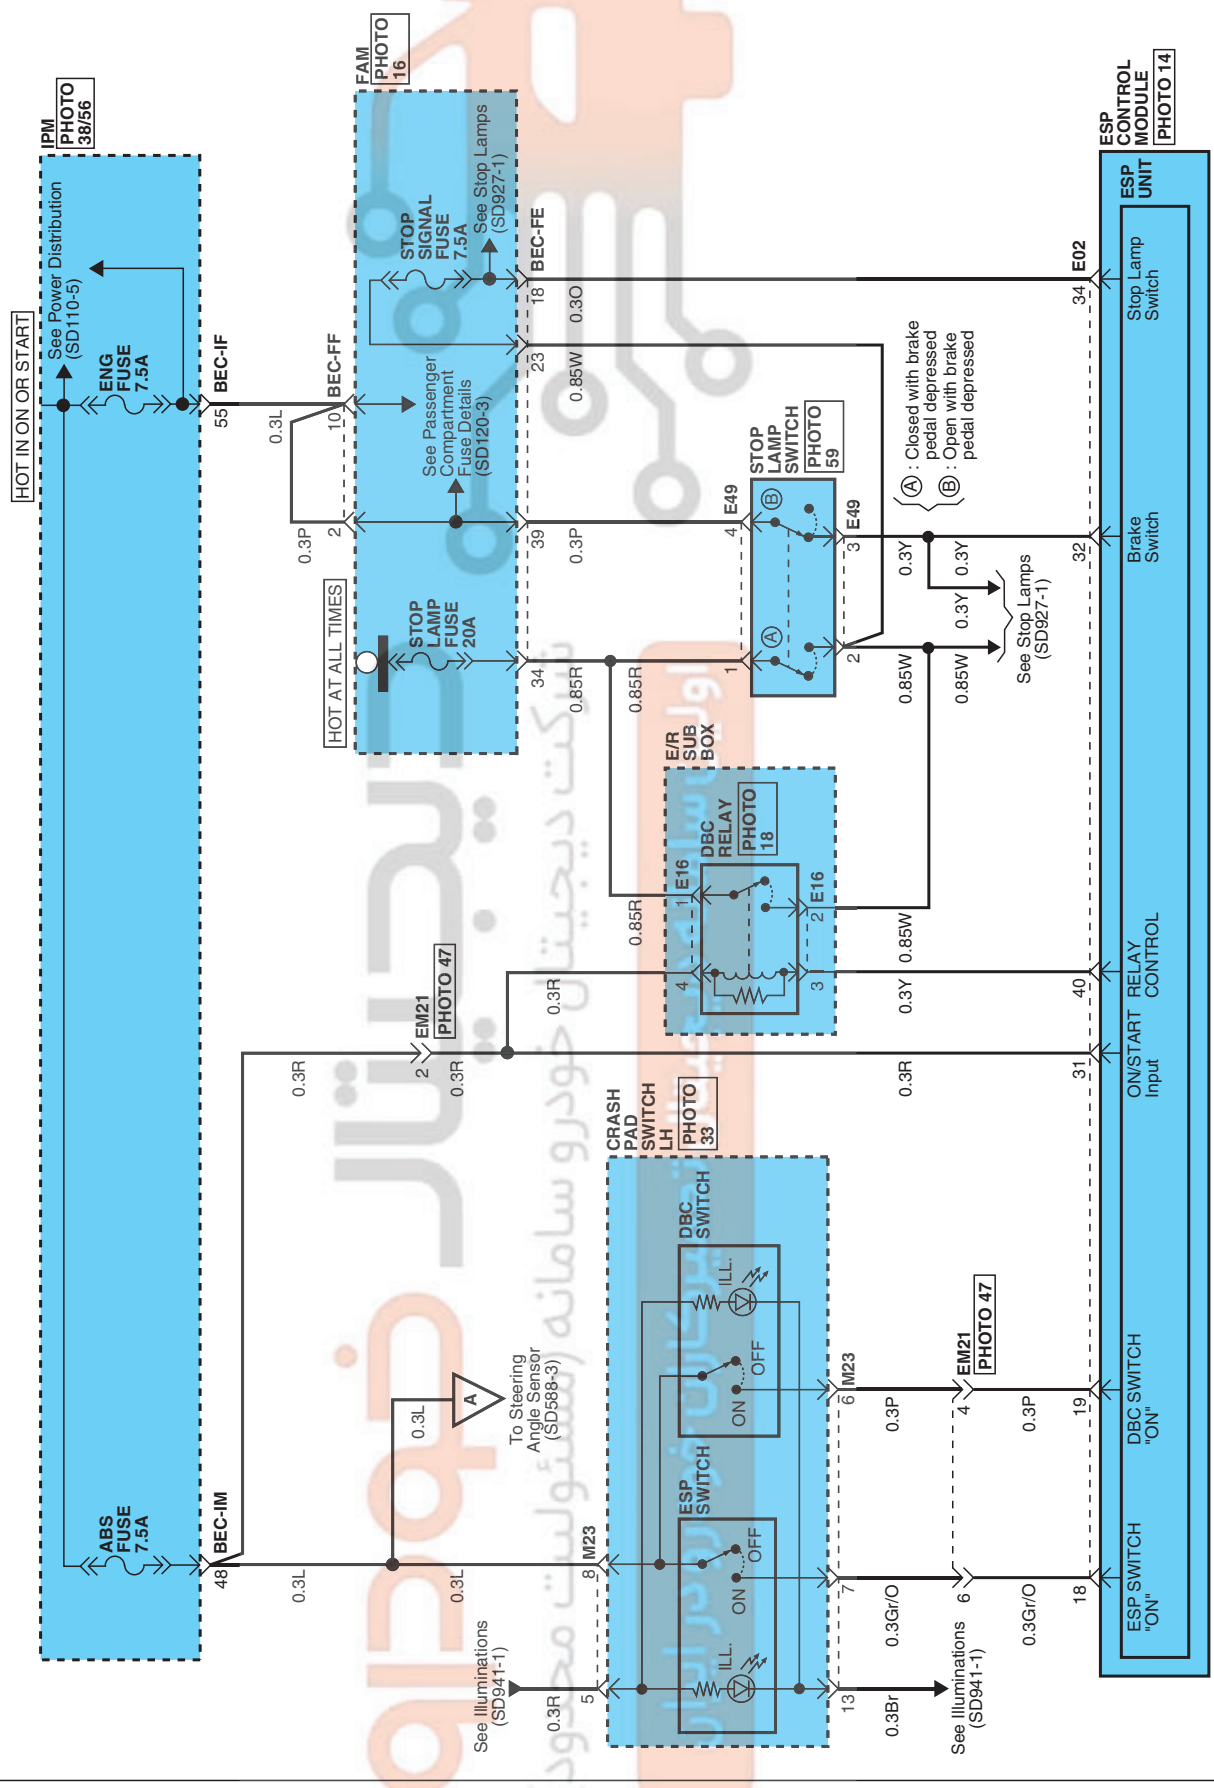 HOT IN ON OR START
IPM
PHOTO
38/56
See Power Distribution
(SD110-5)
ABS
FUSE
7.5A
ENG
FUSE
7.5A
48
BEC-IM
55
BEC-IF
0.3L
0.3R
0.3L
10
BEC-FF
2
0.3P
HOT AT ALL TIMES
FAM
PHOTO
16
STOP
LAMP
FUSE
20A
See Passenger
Compartment
Fuse Details
(SD120-3)
STOP
SIGNAL
FUSE
7.5A
See Stop Lamps
(SD927-1)
34
39
23
18
BEC-FE
0.85R
0.3P
0.85W
0.3O
0.85R
0.3L
A
To Steering
Angle Sensor
(SD588-3)
0.3L
2
EM21
PHOTO 47
0.3R
0.3R
0.85R
See Illuminations
(SD941-1)
0.3R
5
8
M23
CRASH
PAD
SWITCH
LH
PHOTO
33
ESP
SWITCH
ILL.
ON
OFF
DBC
SWITCH
ON
OFF
ILL.
13
7
6
M23
0.3Br
0.3Gr/O
0.3P
See Illuminations
(SD941-1)
6
4
EM21
PHOTO 47
0.3Gr/O
0.3P
E/R
SUB
BOX
4
1
E16
DBC
RELAY
PHOTO
18
3
2
E16
0.3Y
0.85W
0.3R
STOP
LAMP
SWITCH
PHOTO
59
1
4
E49
A
B
2
3
E49
0.85W
0.3Y
0.85W
0.3Y
0.3Y
See Stop Lamps
(SD927-1)
A : Closed with brake
pedal depressed
B : Open with brake
pedal depressed
18
19
31
40
32
34
E02
ESP
CONTROL
MODULE
PHOTO 14
ESP SWITCH
"ON"
DBC SWITCH
"ON"
ON/START
Input
RELAY
CONTROL
Brake
Switch
Stop Lamp
Switch
ESP
UNIT
دیجیتال خودرو
شرکت دیجیتال خودرو سامانه (مسئولیت محدود)